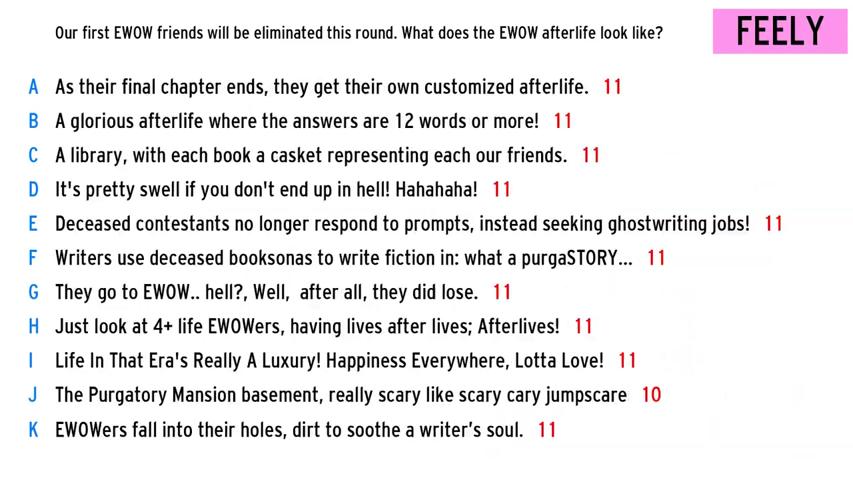 Our first EWOW friends will be eliminated this round. What does the EWOW afterlife look like?
FEELY
A As their final chapter ends, they get their own customized afterlife. 11
B A glorious afterlife where the answers are 12 words or more! 11
C A library, with each book a casket representing each our friends. 11
D It's pretty swell if you don't end up in hell! Hahahaha! 11
E Deceased contestants no longer respond to prompts, instead seeking ghostwriting jobs! 11
F Writers use deceased booksonas to write fiction in: what a purgaSTORY... 11
G They go to EWOW.. hell?, Well, after all, they did lose. 11
H Just look at 4+ life EWOWers, having lives after lives; Afterlives! 11
I Life In That Era's Really A Luxury! Happiness Everywhere, Lotta Love! 11
J The Purgatory Mansion basement, really scary like scary cary jumpscare 10
K EWOWers fall into their holes, dirt to soothe a writer's soul. 11